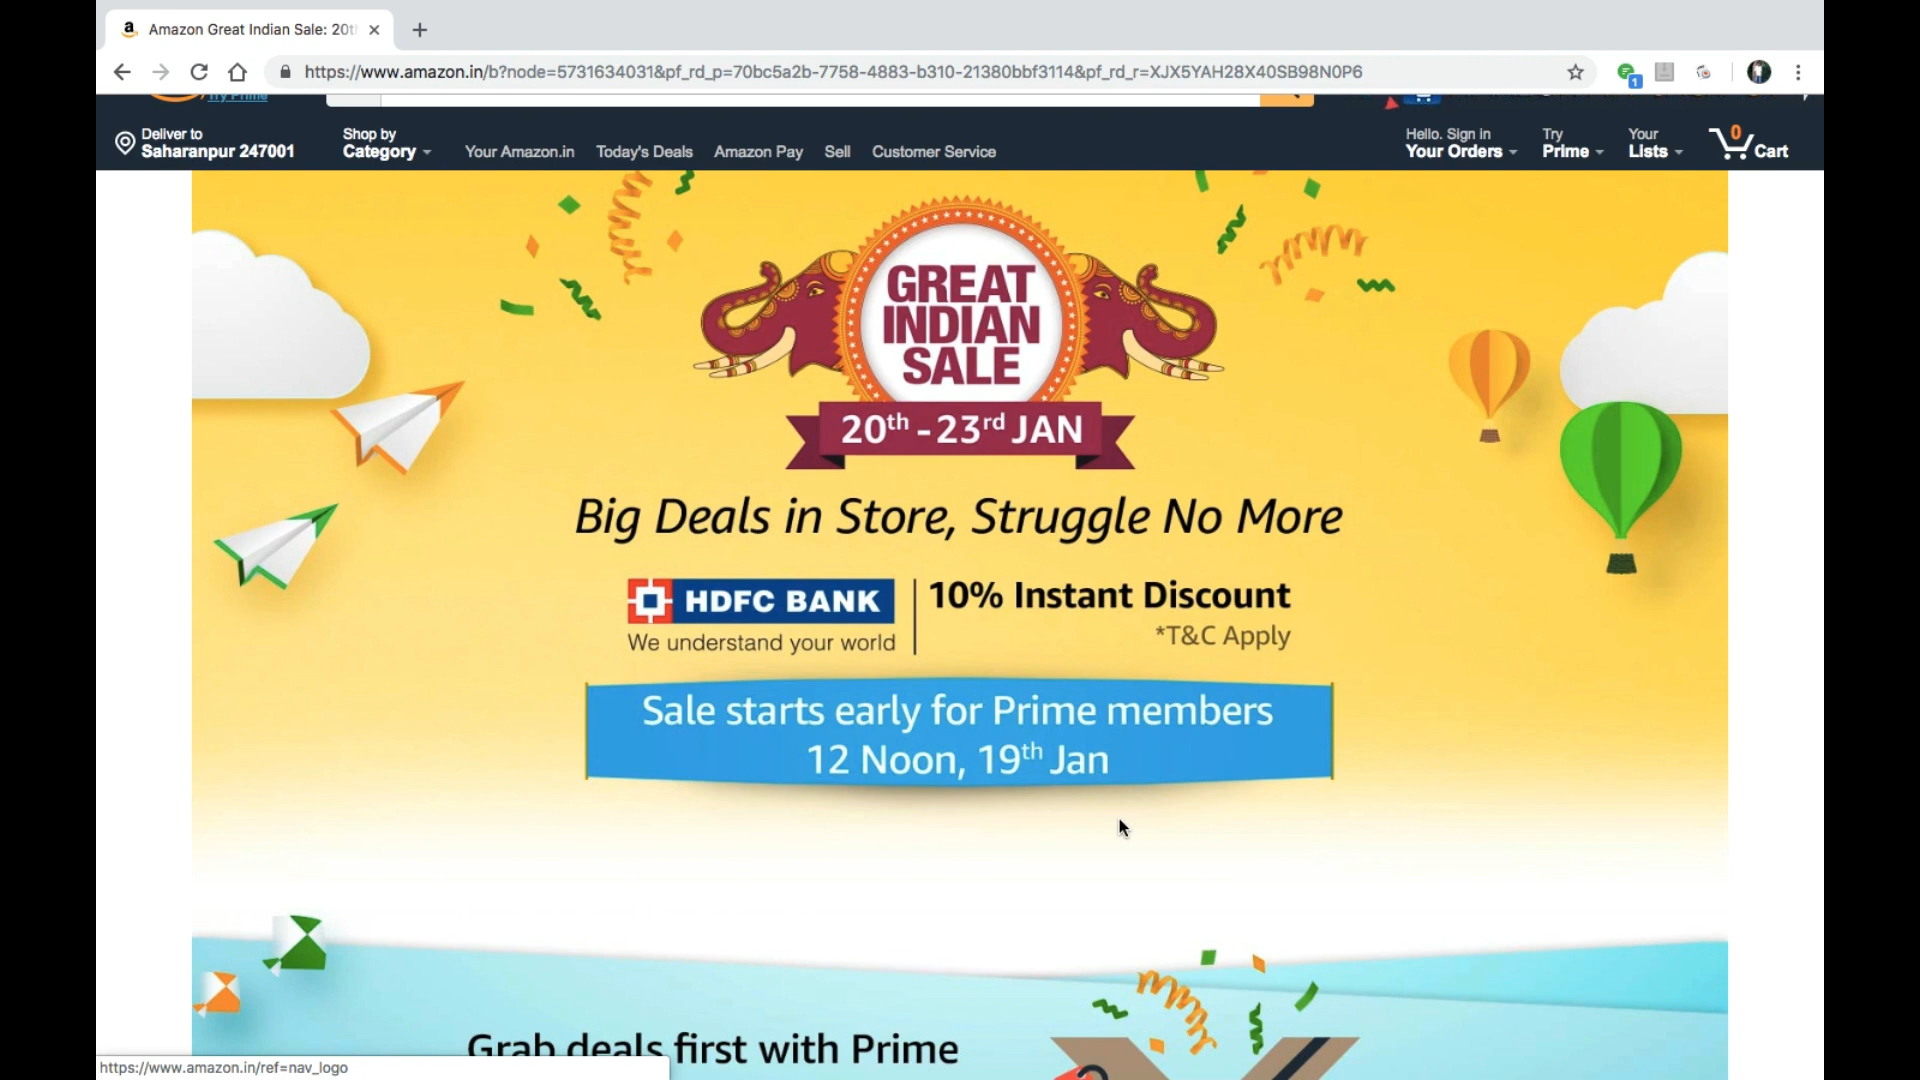 Amazon Great Indian Sale: 20th
https://www.amazon.in/b?node=5731634031&pf_rd_p=70bc5a2b-7758-4883-b310-21380bbf3114&pf_rd_r=XJX5YAH28X40SB98N0P6
1
Try Prime
Deliver to
Saharanpur 247001
Shop by
Category
Your Amazon.in
Today's Deals
Amazon Pay
Sell
Customer Service
Hello. Sign in
Your Orders
Try
Prime
Your
Lists
0
Cart
GREAT
INDIAN
SALE
20th - 23rd JAN
Big Deals in Store, Struggle No More
HDFC BANK
We understand your world
10% Instant Discount
*T&C Apply
Sale starts early for Prime members
12 Noon, 19th Jan
Grab deals first with Prime
https://www.amazon.in/ref=nav_logo